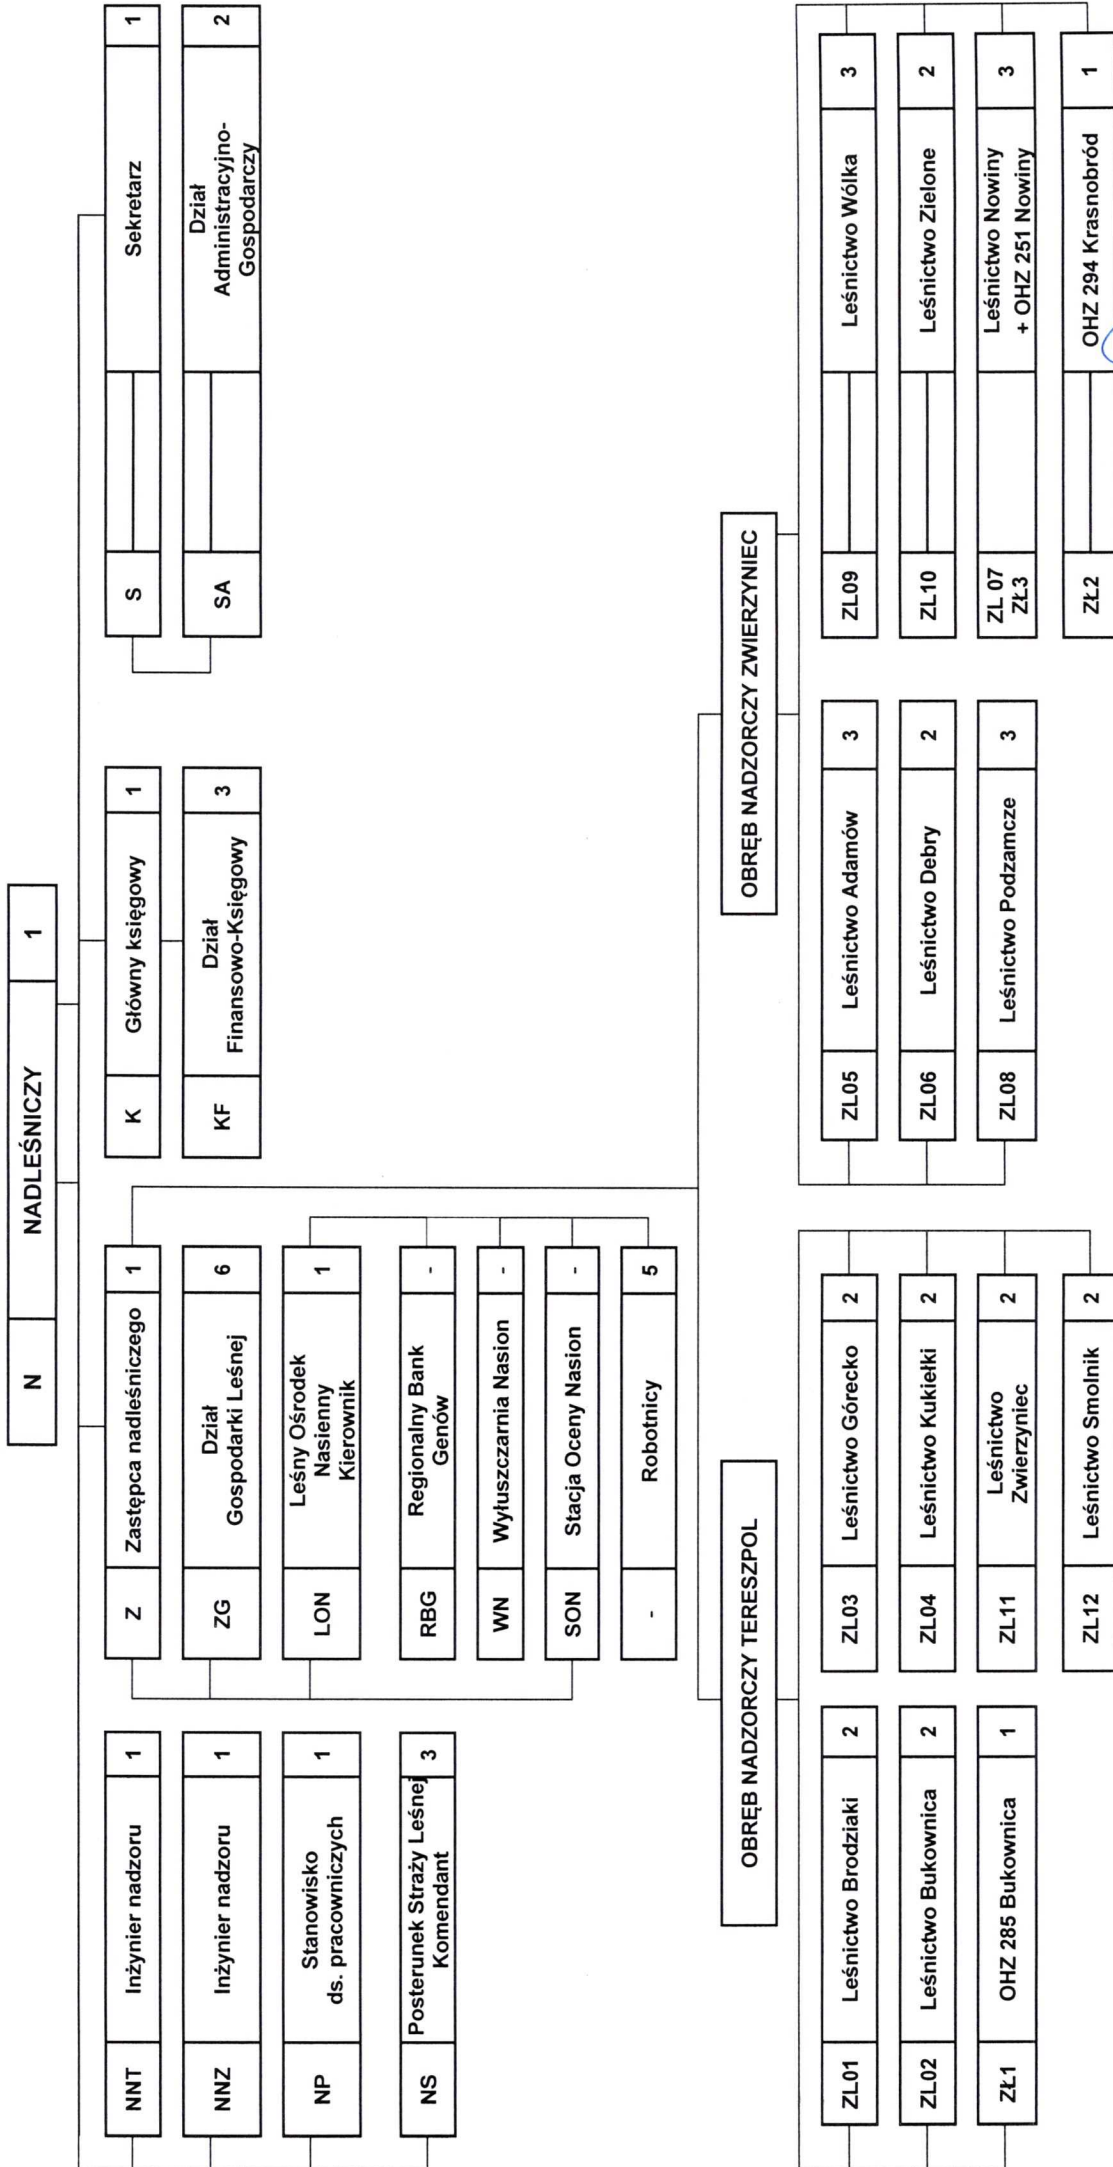 N NADLEŚNICZY 1
NNT Inżynier nadzoru 1
NNZ Inżynier nadzoru 1
NP Stanowisko
ds. pracowniczych 1
NS Posterunek Straży Leśnej
Komendant 3
Z Zastępca nadleśniczego 1
ZG Dział
Gospodarki Leśnej 6
LON Leśny Ośrodek
Nasienny
Kierownik 1
RBG Regionalny Bank
Genów -
WN Wyłuszczarnia Nasion -
SON Stacja Oceny Nasion -
- Robotnicy 5
K Główny księgowy 1
KF Dział
Finansowo-Księgowy 3
S Sekretarz 1
SA Dział
Administracyjno-
Gospodarczy 2
OBRĘB NADZORCZY TERESZPOL
ZL01 Leśnictwo Brodziaki 2
ZL02 Leśnictwo Bukownica 2
ZŁ1 OHZ 285 Bukownica 1
ZL03 Leśnictwo Górecko 2
ZL04 Leśnictwo Kukiełki 2
ZL11 Leśnictwo
Zwierzyniec 2
ZL12 Leśnictwo Smolnik 2
OBRĘB NADZORCZY ZWIERZYNIEC
ZL05 Leśnictwo Adamów 3
ZL06 Leśnictwo Debry 2
ZL08 Leśnictwo Podzamcze 3
ZL09 Leśnictwo Wólka 3
ZL10 Leśnictwo Zielone 2
ZL 07 Leśnictwo Nowiny 3
ZŁ3 + OHZ 251 Nowiny
ZŁ2 OHZ 294 Krasnobród 1